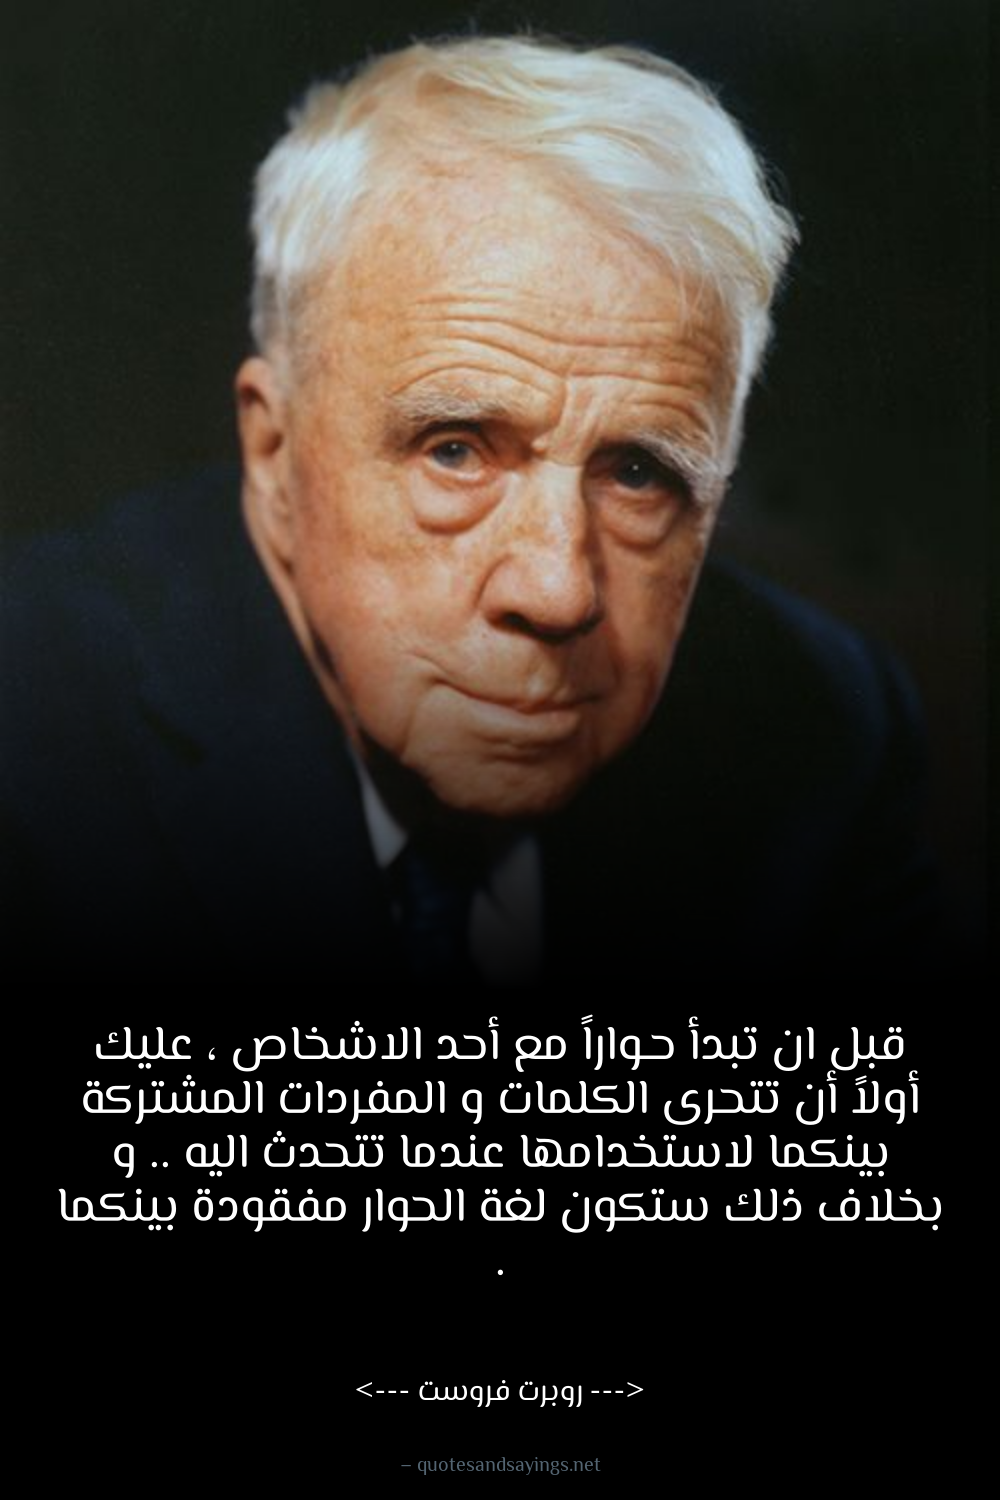 قبل ان تبدأ حواراً مع أحد الاشخاص ، عليك
أولاً أن تتحرى الكلمات و المفردات المشتركة
بينكما لاستخدامها عندما تتحدث اليه .. و
بخلاف ذلك ستكون لغة الحوار مفقودة بينكما
.
<--- روبرت فروست --->
– quotesandsayings.net